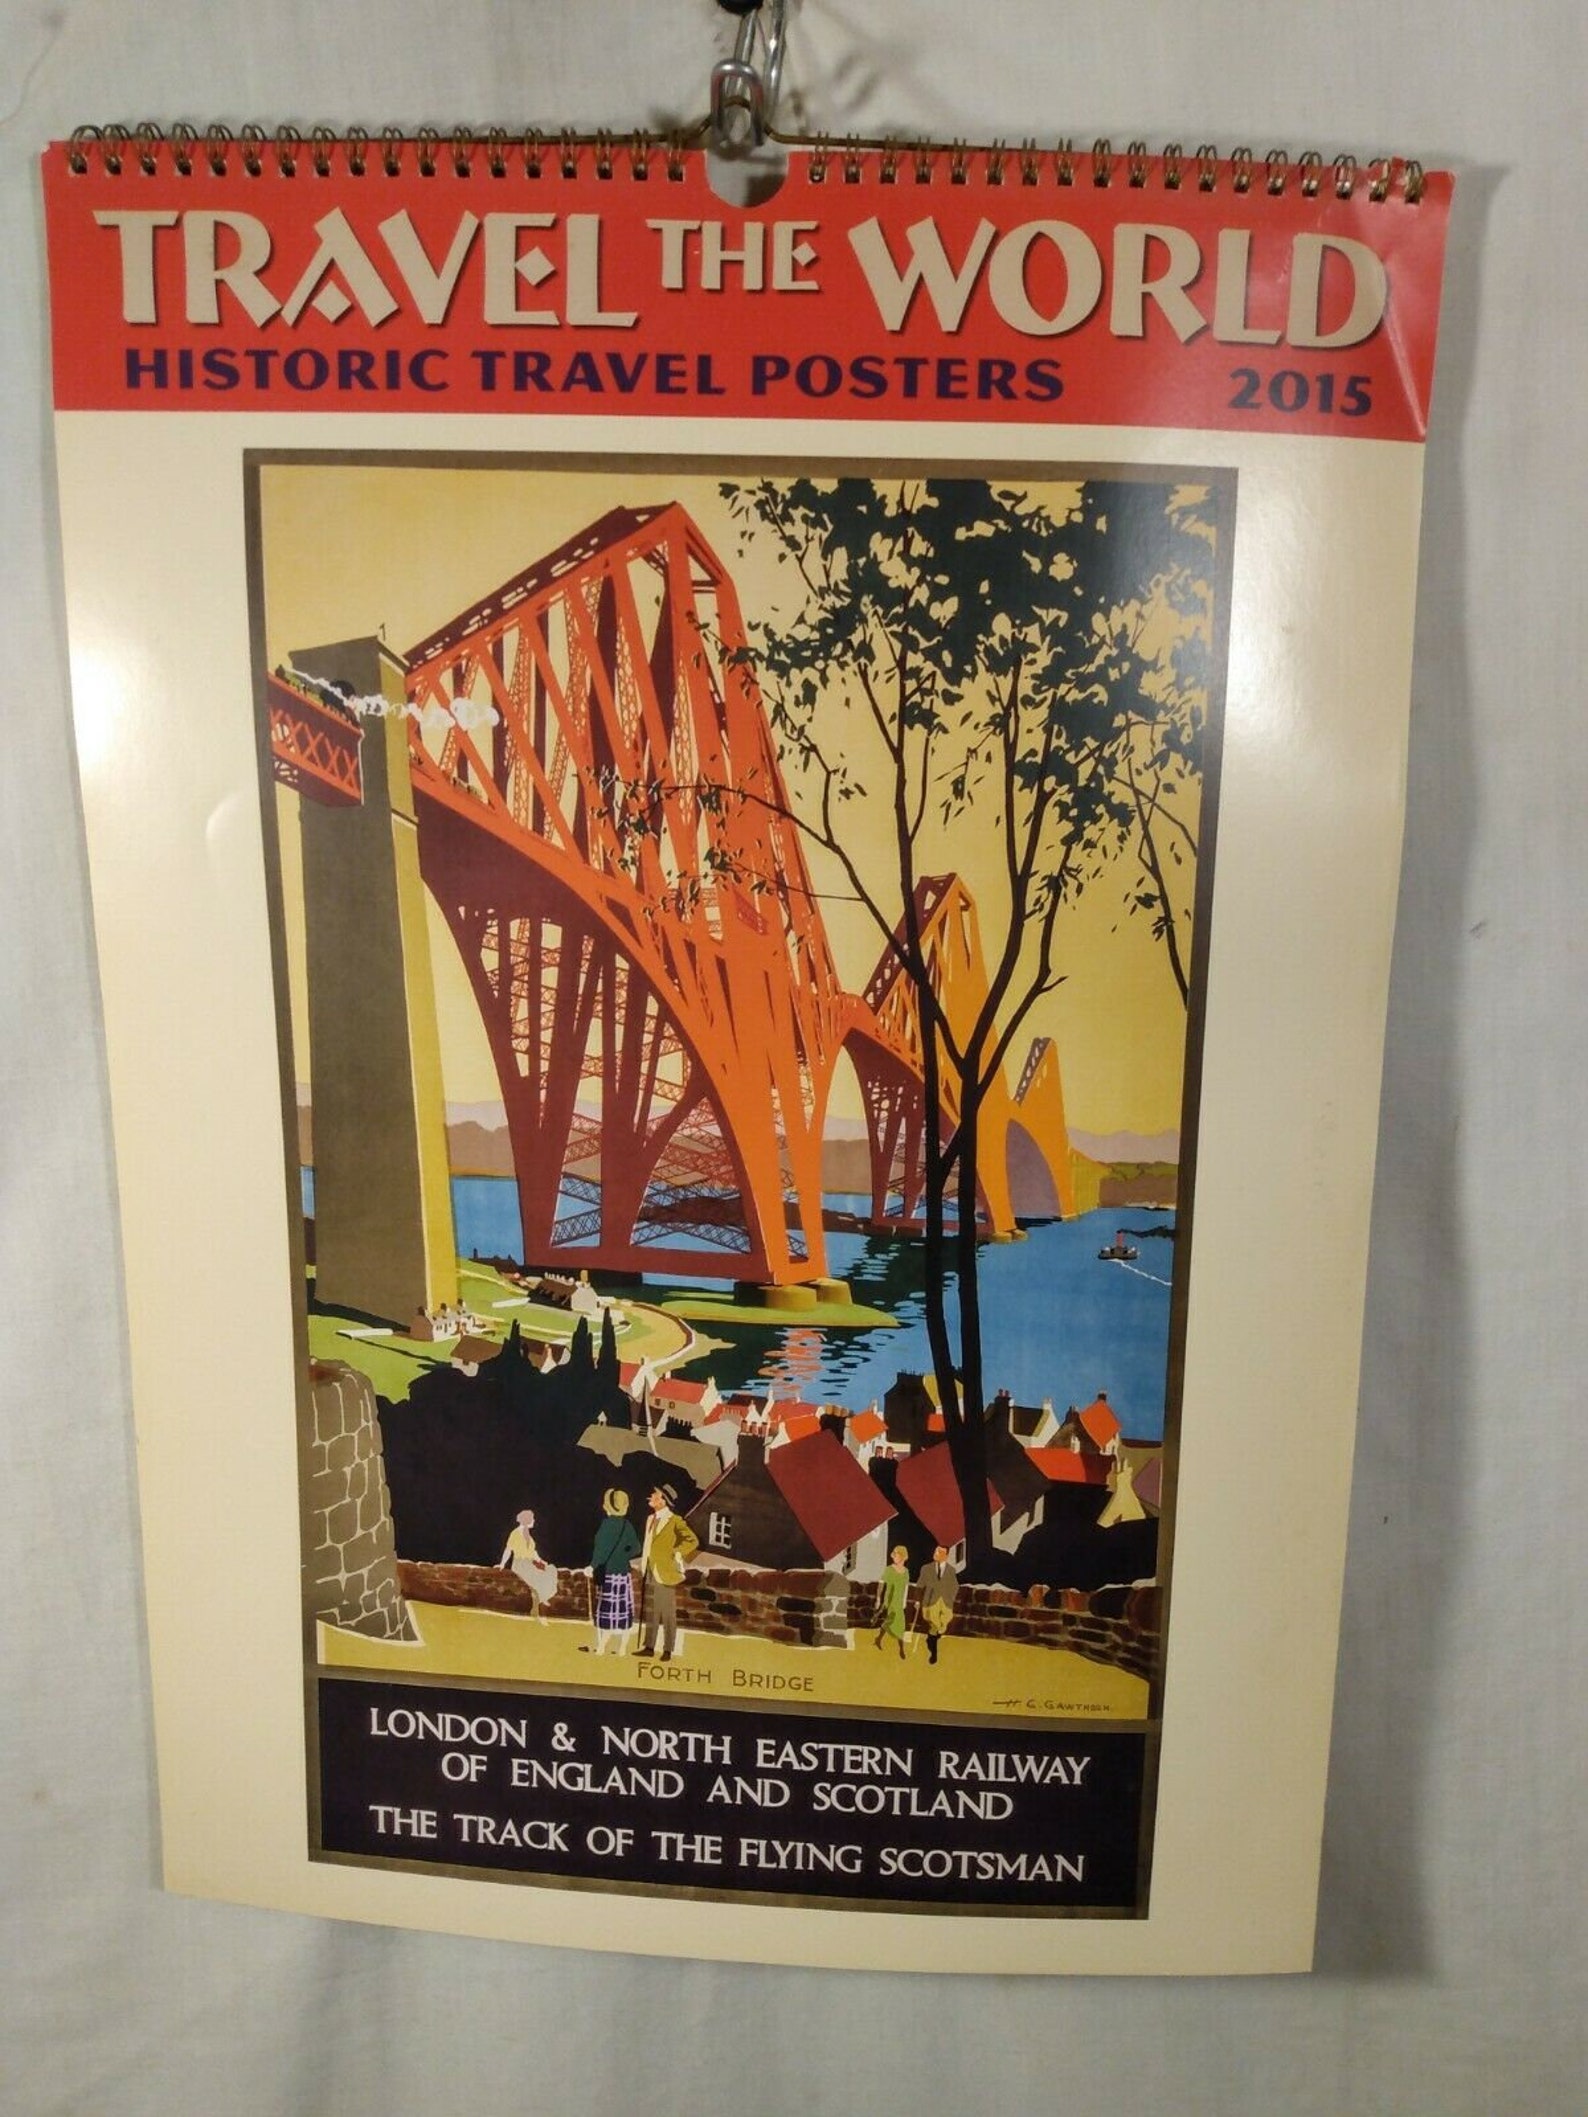 TRAVEL THE WORLD
HISTORIC TRAVEL POSTERS 2015
FORTH BRIDGE
H. G. GAWTHORN.
LONDON & NORTH EASTERN RAILWAY
OF ENGLAND AND SCOTLAND
THE TRACK OF THE FLYING SCOTSMAN